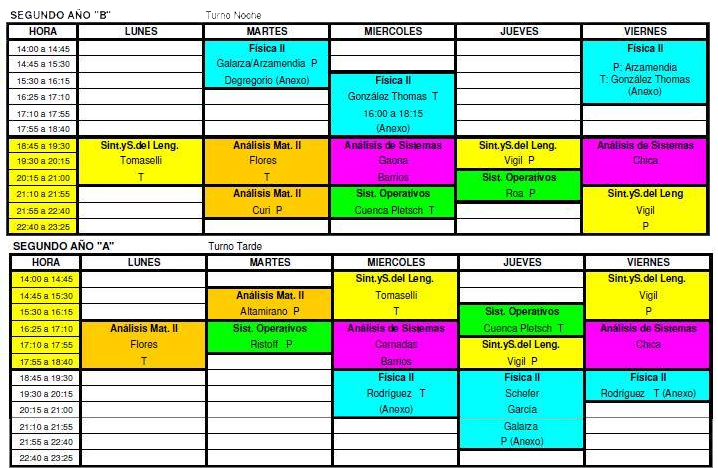 SEGUNDO AÑO "B" Turno Noche
HORA LUNES MARTES MIERCOLES JUEVES VIERNES
14:00 a 14:45 Física II Física II
14:45 a 15:30 Galarza/Arzamendia P P: Arzamendia
15:30 a 16:15 Degregorio (Anexo) Física II T: González Thomas
16:25 a 17:10 González Thomas T (Anexo)
17:10 a 17:55 16:00 a 18:15
17:55 a 18:40 (Anexo)
18:45 a 19:30 Sint.yS.del Leng. Análisis Mat. II Análisis de Sistemas Sint.yS.del Leng. Análisis de Sistemas
19:30 a 20:15 Tomaselli Flores Gaona Vigil P Chica
20:15 a 21:00 T T Barrios Sist. Operativos
21:10 a 21:55 Análisis Mat. II Sist. Operativos Roa P Sint.yS.del Leng
21:55 a 22:40 Curi P Cuenca Pletsch T Vigil
22:40 a 23:25 P
SEGUNDO AÑO "A" Turno Tarde
HORA LUNES MARTES MIERCOLES JUEVES VIERNES
14:00 a 14:45 Sint.yS.del Leng. Sint.yS.del Leng.
14:45 a 15:30 Análisis Mat. II Tomaselli Vigil
15:30 a 16:15 Altamirano P T Sist. Operativos P
16:25 a 17:10 Análisis Mat. II Sist. Operativos Análisis de Sistemas Cuenca Pletsch T Análisis de Sistemas
17:10 a 17:55 Flores Ristoff P Cernadas Sint.yS.del Leng. Chica
17:55 a 18:40 T Barrios Vigil P
18:45 a 19:30 Física II Física II Física II
19:30 a 20:15 Rodriguez T Schefer Rodriguez T (Anexo)
20:15 a 21:00 (Anexo) García
21:10 a 21:55 Galarza
21:55 a 22:40 P (Anexo)
22:40 a 23:25